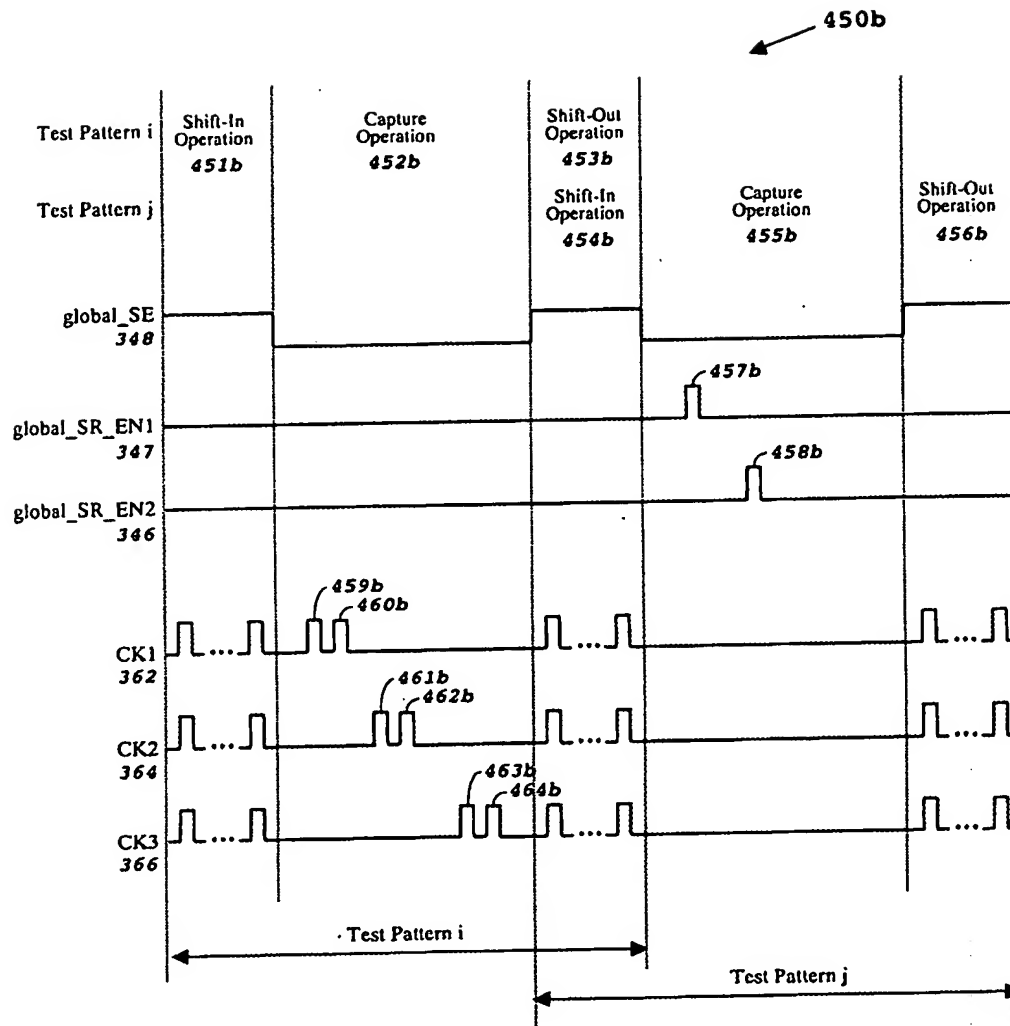 450b
Test Pattern i
Shift-In
Operation
451b
Capture
Operation
452b
Shift-Out
Operation
453b
Test Pattern j
Shift-In
Operation
454b
Capture
Operation
455b
Shift-Out
Operation
456b
global_SE
348
457b
global_SR_EN1
347
458b
global_SR_EN2
346
459b
460b
CK1
362
461b
462b
CK2
364
463b
464b
CK3
366
Test Pattern i
Test Pattern j